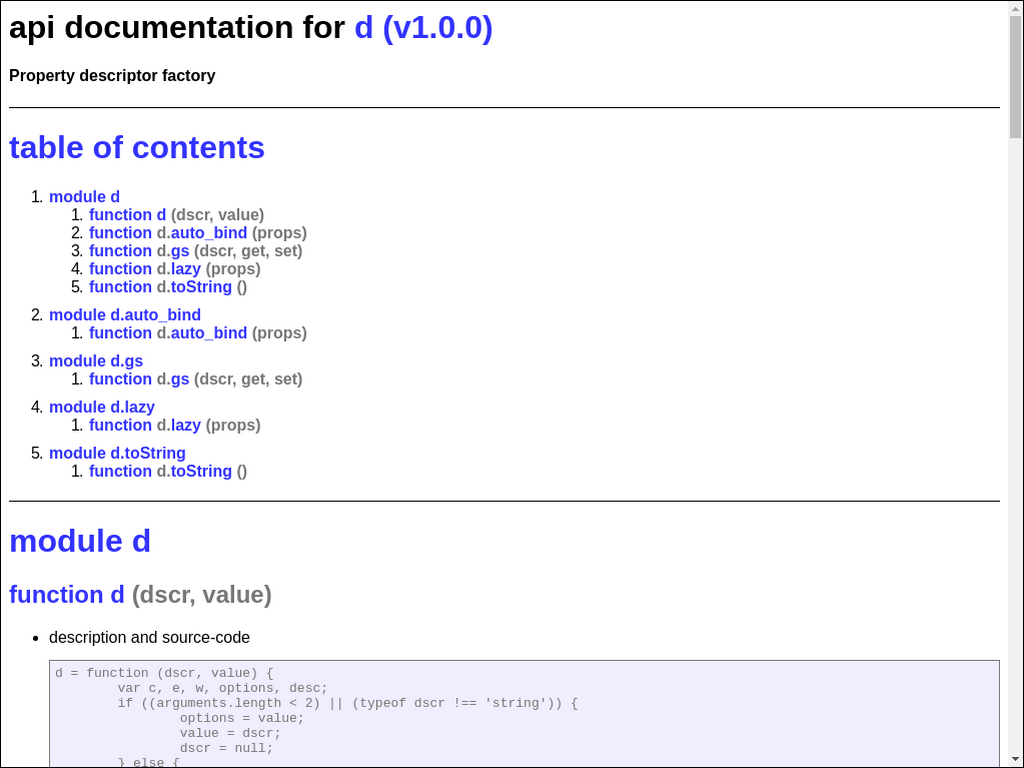 api documentation for d (v1.0.0)
Property descriptor factory
table of contents
1. module d
1. function d (dscr, value)
2. function d.auto_bind (props)
3. function d.gs (dscr, get, set)
4. function d.lazy (props)
5. function d.toString ()
2. module d.auto_bind
1. function d.auto_bind (props)
3. module d.gs
1. function d.gs (dscr, get, set)
4. module d.lazy
1. function d.lazy (props)
5. module d.toString
1. function d.toString ()
module d
function d (dscr, value)
• description and source-code
d = function (dscr, value) {
        var c, e, w, options, desc;
        if ((arguments.length < 2) || (typeof dscr !== 'string')) {
                options = value;
                value = dscr;
                dscr = null;
        } else {